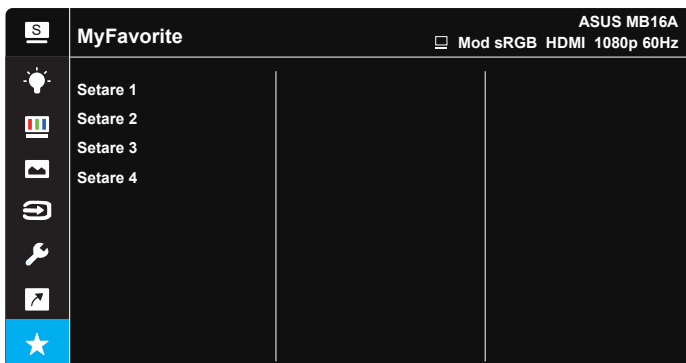 S
MyFavorite
ASUS MB16A
Mod sRGB HDMI 1080p 60Hz
Setare 1
Setare 2
Setare 3
Setare 4